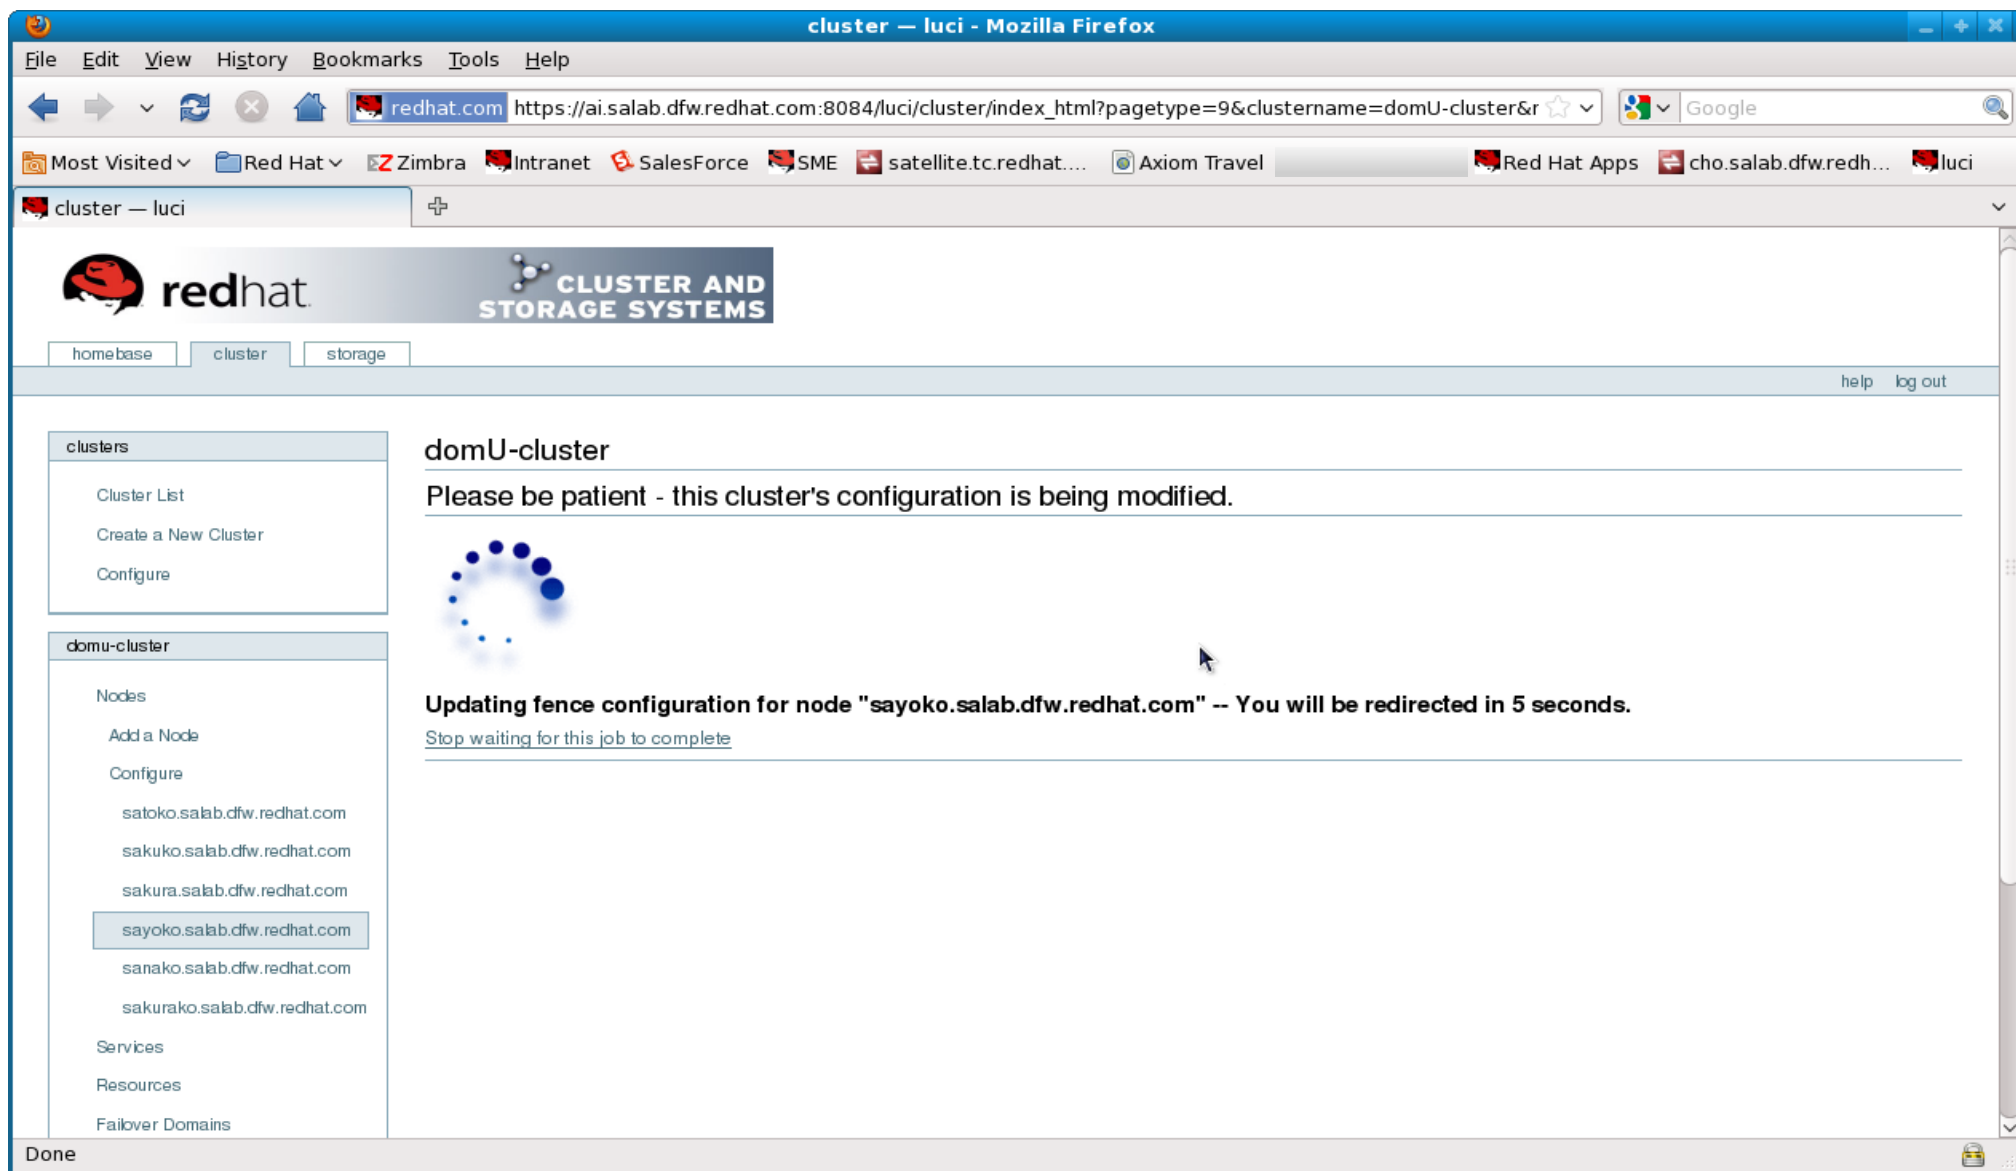 cluster — luci - Mozilla Firefox
File Edit View History Bookmarks Tools Help
redhat.com https://ai.salab.dfw.redhat.com:8084/luci/cluster/index_html?pagetype=9&clustername=domU-cluster&r Google
Most Visited Red Hat Zimbra Intranet SalesForce SME satellite.tc.redhat.... Axiom Travel Red Hat Apps cho.salab.dfw.redh... luci
cluster — luci
redhat.
CLUSTER AND
STORAGE SYSTEMS
homebase cluster storage
help log out
clusters
Cluster List
Create a New Cluster
Configure
domu-cluster
Nodes
Add a Node
Configure
satoko.salab.dfw.redhat.com
sakuko.salab.dfw.redhat.com
sakura.salab.dfw.redhat.com
sayoko.salab.dfw.redhat.com
sanako.salab.dfw.redhat.com
sakurako.salab.dfw.redhat.com
Services
Resources
Failover Domains
domU-cluster
Please be patient - this cluster's configuration is being modified.
Updating fence configuration for node "sayoko.salab.dfw.redhat.com" -- You will be redirected in 5 seconds.
Stop waiting for this job to complete
Done